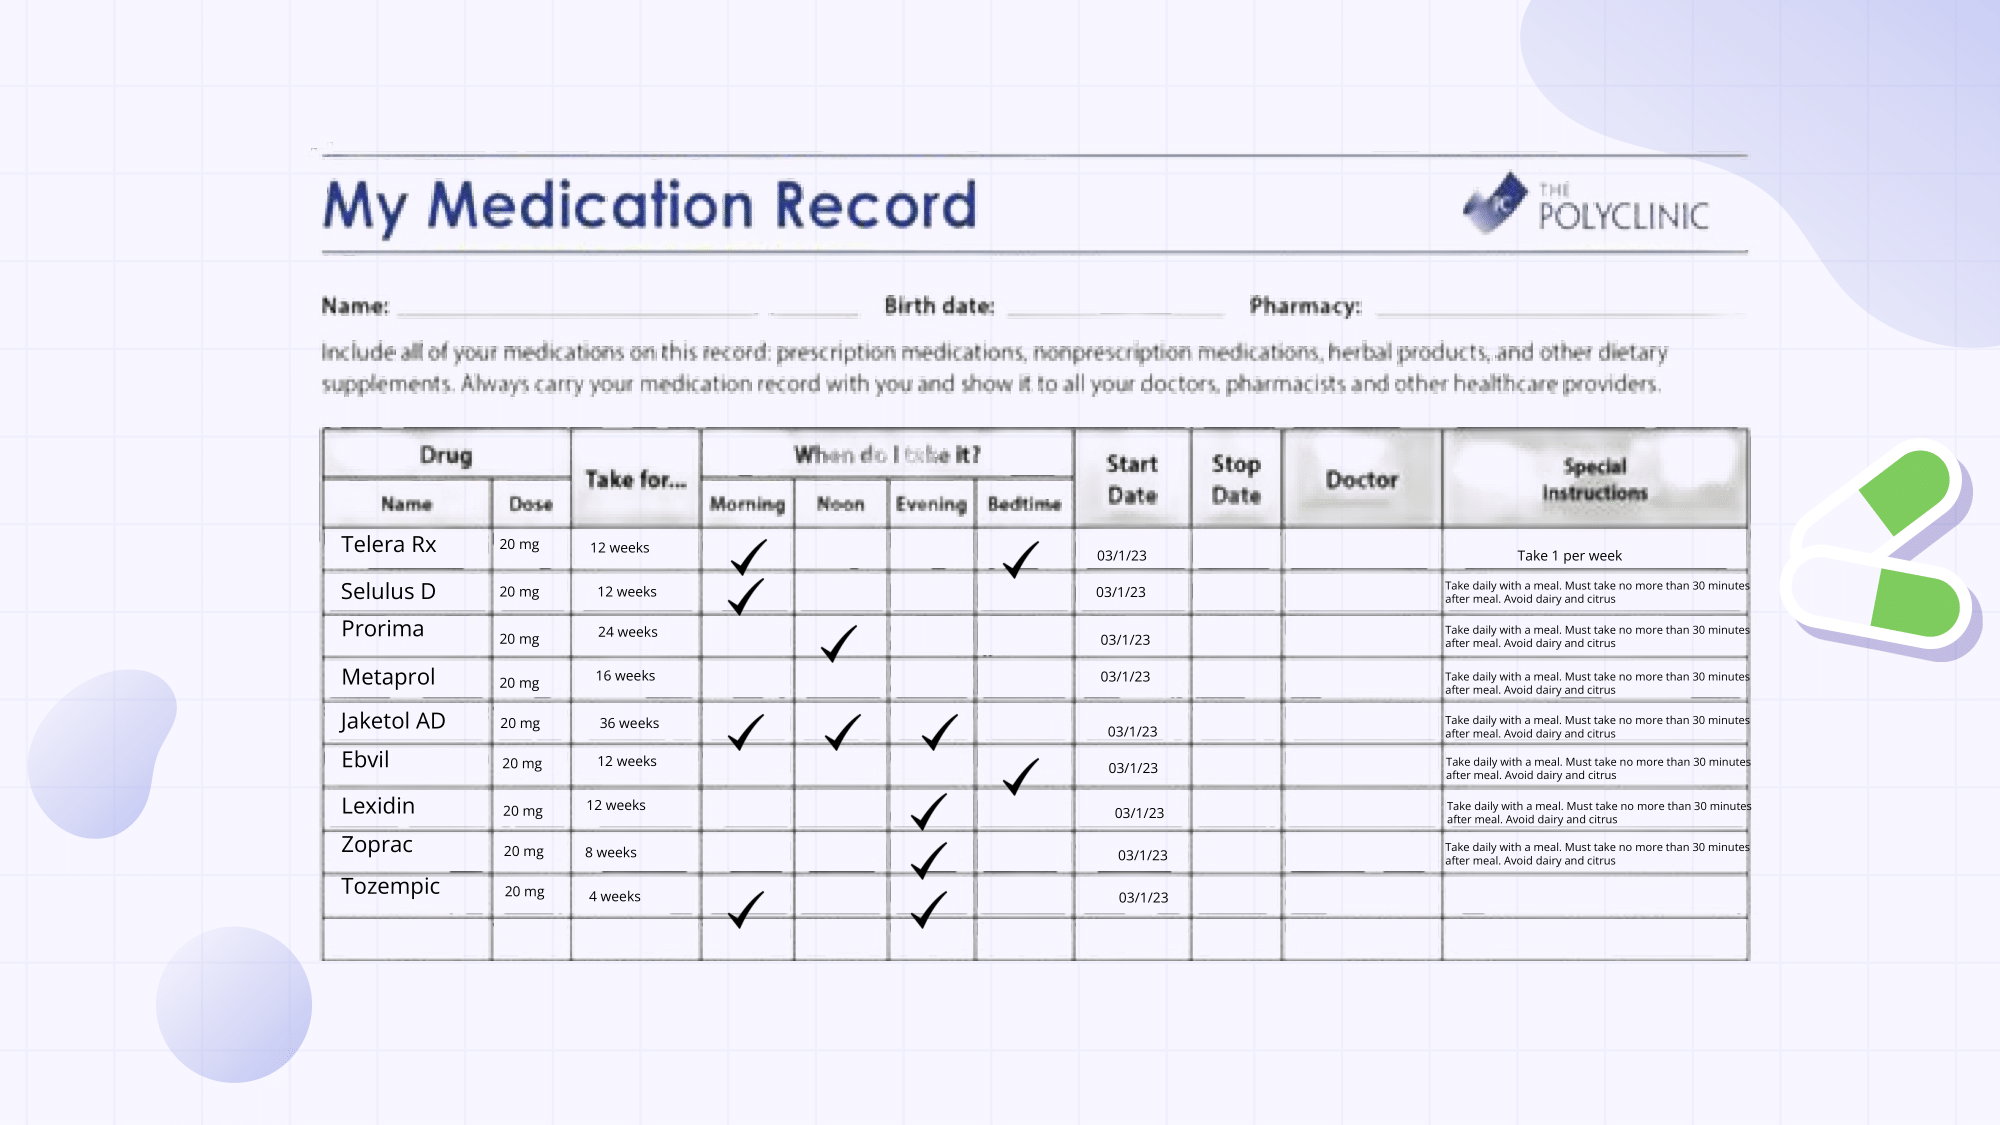 My Medication Record
THE
POLYCLINIC
PC
Name: Birth date: Pharmacy:
Include all of your medications on this record: prescription medications, nonprescription medications, herbal products, and other dietary
supplements. Always carry your medication record with you and show it to all your doctors, pharmacists and other healthcare providers.
Drug When do I take it?
Take for... Start Date Stop Date Doctor Special Instructions
Name Dose Morning Noon Evening Bedtime
Telera Rx 20 mg 12 weeks ✓ ✓ 03/1/23 Take 1 per week
Selulus D 20 mg 12 weeks ✓ 03/1/23 Take daily with a meal. Must take no more than 30 minutes
after meal. Avoid dairy and citrus
Prorima 20 mg 24 weeks ✓ 03/1/23 Take daily with a meal. Must take no more than 30 minutes
after meal. Avoid dairy and citrus
Metaprol 20 mg 16 weeks 03/1/23 Take daily with a meal. Must take no more than 30 minutes
after meal. Avoid dairy and citrus
Jaketol AD 20 mg 36 weeks ✓ ✓ ✓ 03/1/23 Take daily with a meal. Must take no more than 30 minutes
after meal. Avoid dairy and citrus
Ebvil 20 mg 12 weeks ✓ 03/1/23 Take daily with a meal. Must take no more than 30 minutes
after meal. Avoid dairy and citrus
Lexidin 20 mg 12 weeks ✓ 03/1/23 Take daily with a meal. Must take no more than 30 minutes
after meal. Avoid dairy and citrus
Zoprac 20 mg 8 weeks ✓ 03/1/23 Take daily with a meal. Must take no more than 30 minutes
after meal. Avoid dairy and citrus
Tozempic 20 mg 4 weeks ✓ ✓ 03/1/23